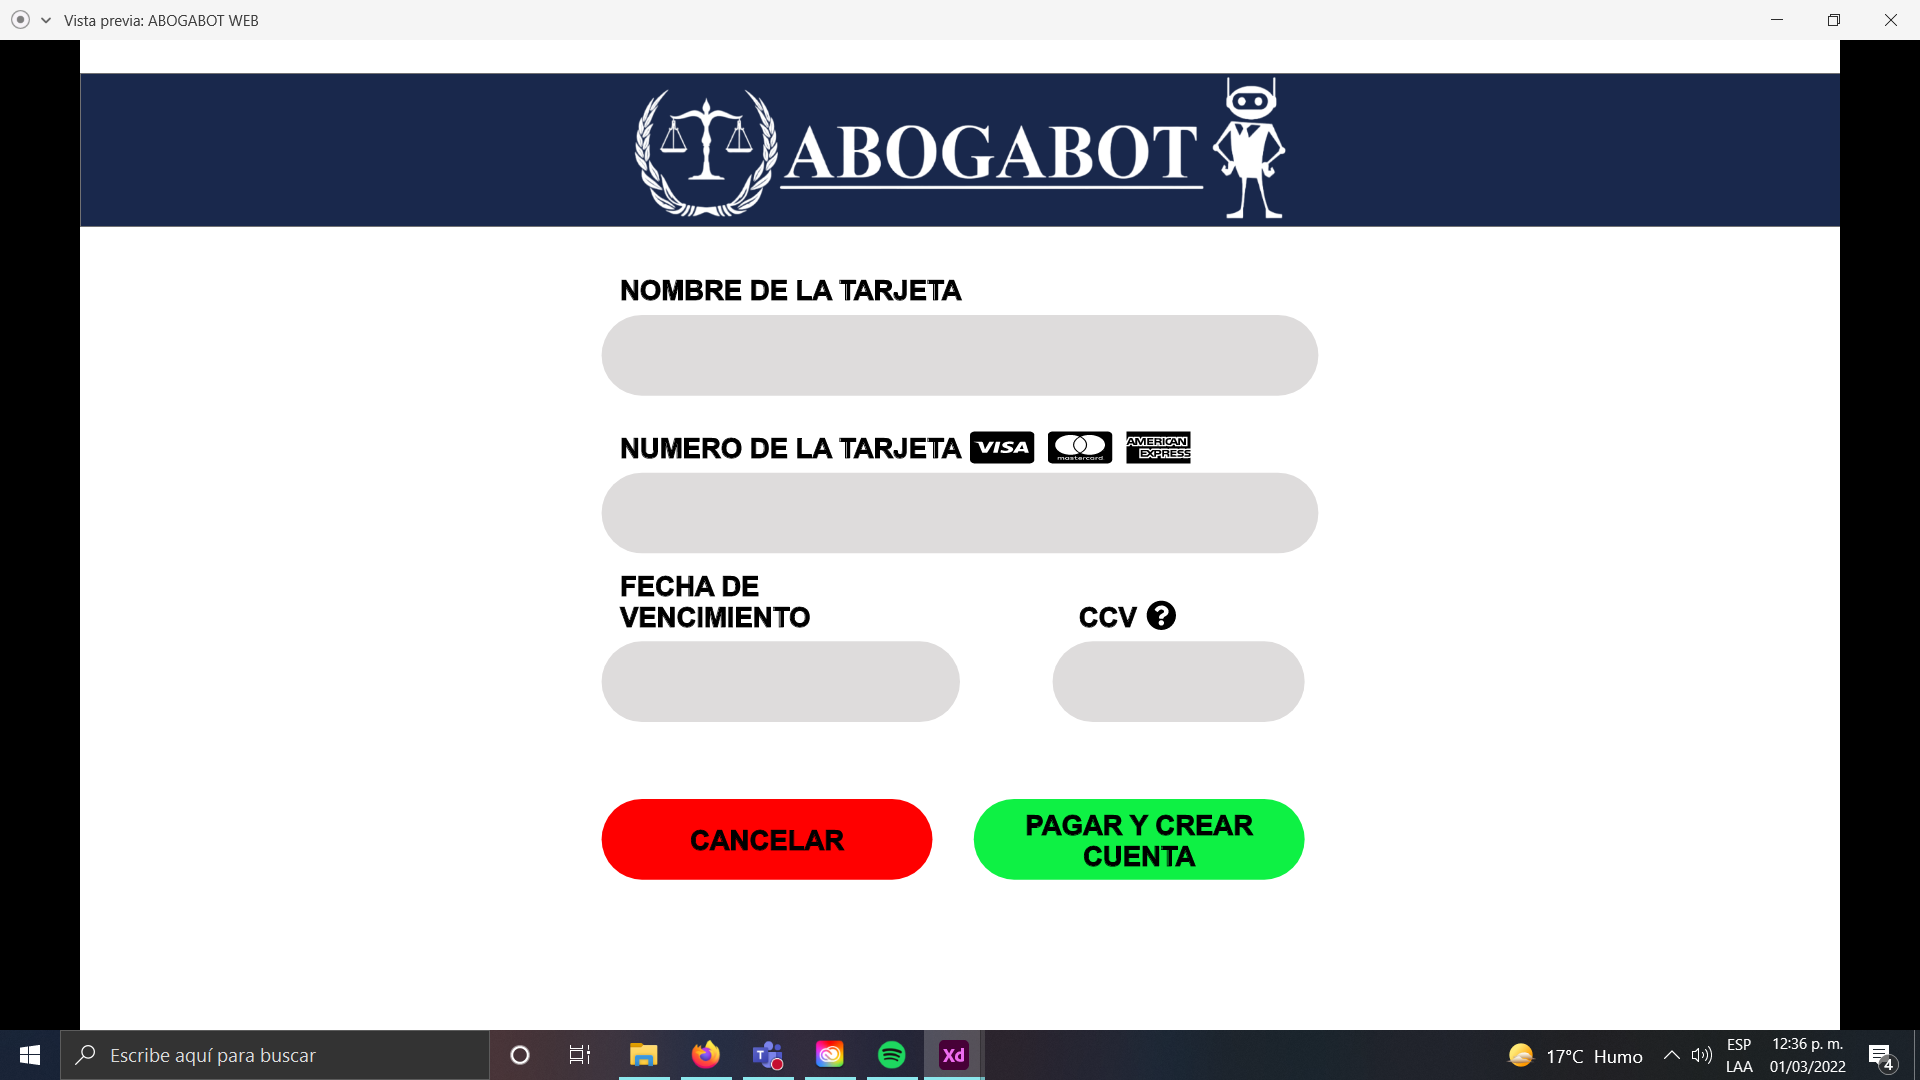 Vista previa: ABOGABOT WEB
ABOGABOT
NOMBRE DE LA TARJETA
NUMERO DE LA TARJETA VISA mastercard AMERICAN EXPRESS
FECHA DE
VENCIMIENTO
CCV ?
CANCELAR
PAGAR Y CREAR
CUENTA
Escribe aquí para buscar
Xd
17°C Humo
ESP
LAA
12:36 p. m.
01/03/2022
4